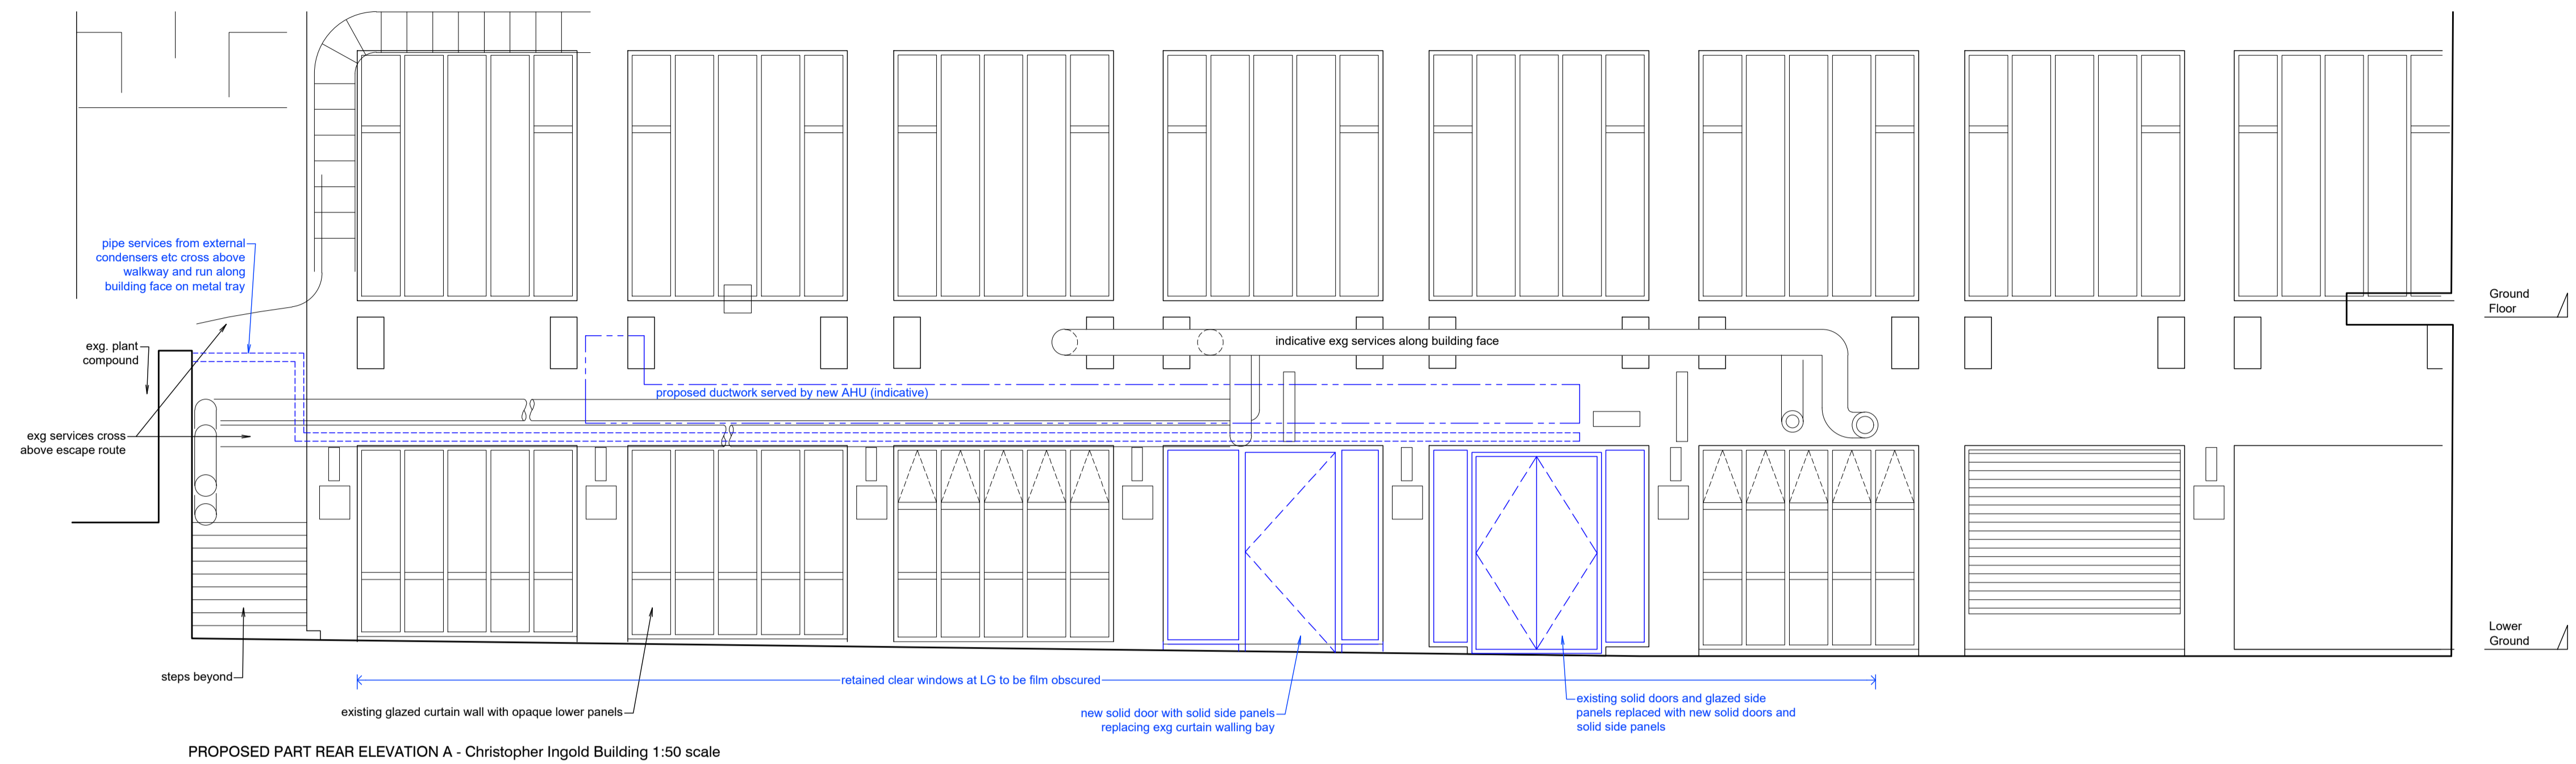 pipe services from external
condensers etc cross above
walkway and run along
building face on metal tray
Ground
Floor
exg. plant
compound
indicative exg services along building face
proposed ductwork served by new AHU (indicative)
exg services cross
above escape route
Lower
Ground
steps beyond
retained clear windows at LG to be film obscured
existing glazed curtain wall with opaque lower panels
new solid door with solid side panels
replacing exg curtain walling bay
existing solid doors and glazed side
panels replaced with new solid doors and
solid side panels
PROPOSED PART REAR ELEVATION A - Christopher Ingold Building 1:50 scale